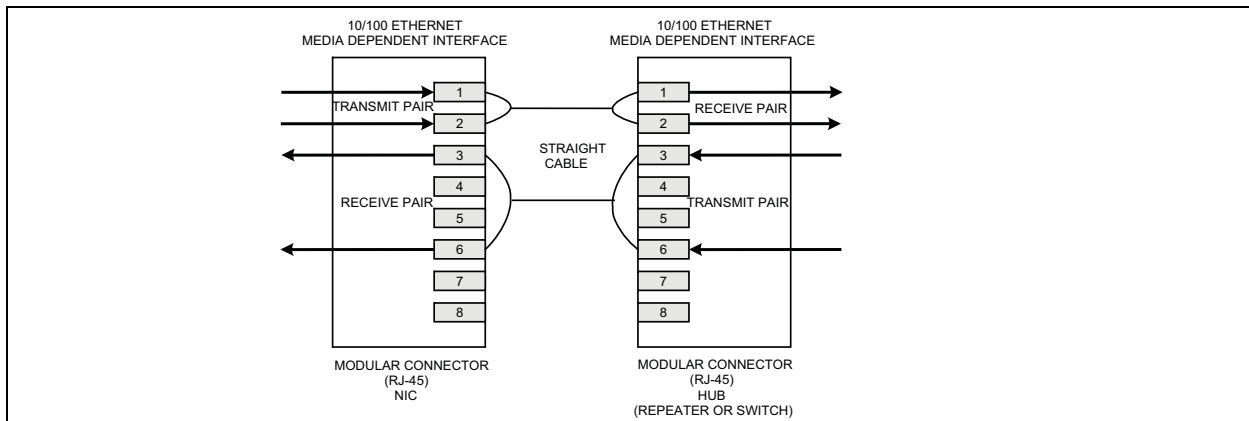 10/100 ETHERNET
MEDIA DEPENDENT INTERFACE
10/100 ETHERNET
MEDIA DEPENDENT INTERFACE
1
TRANSMIT PAIR
2
3
4
RECEIVE PAIR
5
6
7
8
STRAIGHT
CABLE
1
RECEIVE PAIR
2
3
4
TRANSMIT PAIR
5
6
7
8
MODULAR CONNECTOR
(RJ-45)
NIC
MODULAR CONNECTOR
(RJ-45)
HUB
(REPEATER OR SWITCH)